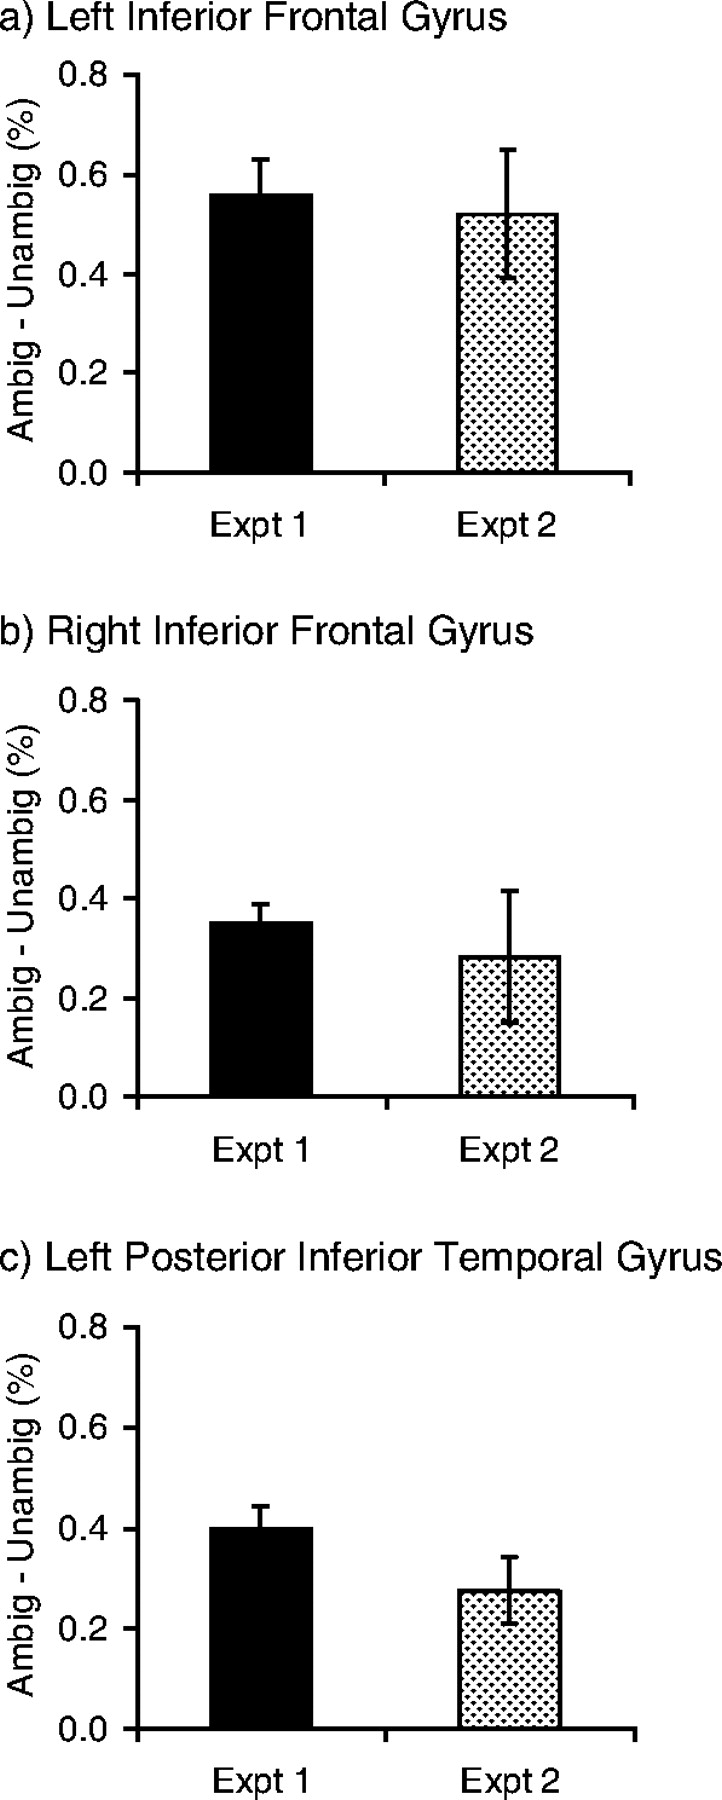 a) Left Inferior Frontal Gyrus
Ambig - Unambig (%)
0.8
0.6
0.4
0.2
0.0
Expt 1 Expt 2
b) Right Inferior Frontal Gyrus
Ambig - Unambig (%)
0.8
0.6
0.4
0.2
0.0
Expt 1 Expt 2
c) Left Posterior Inferior Temporal Gyrus
Ambig - Unambig (%)
0.8
0.6
0.4
0.2
0.0
Expt 1 Expt 2